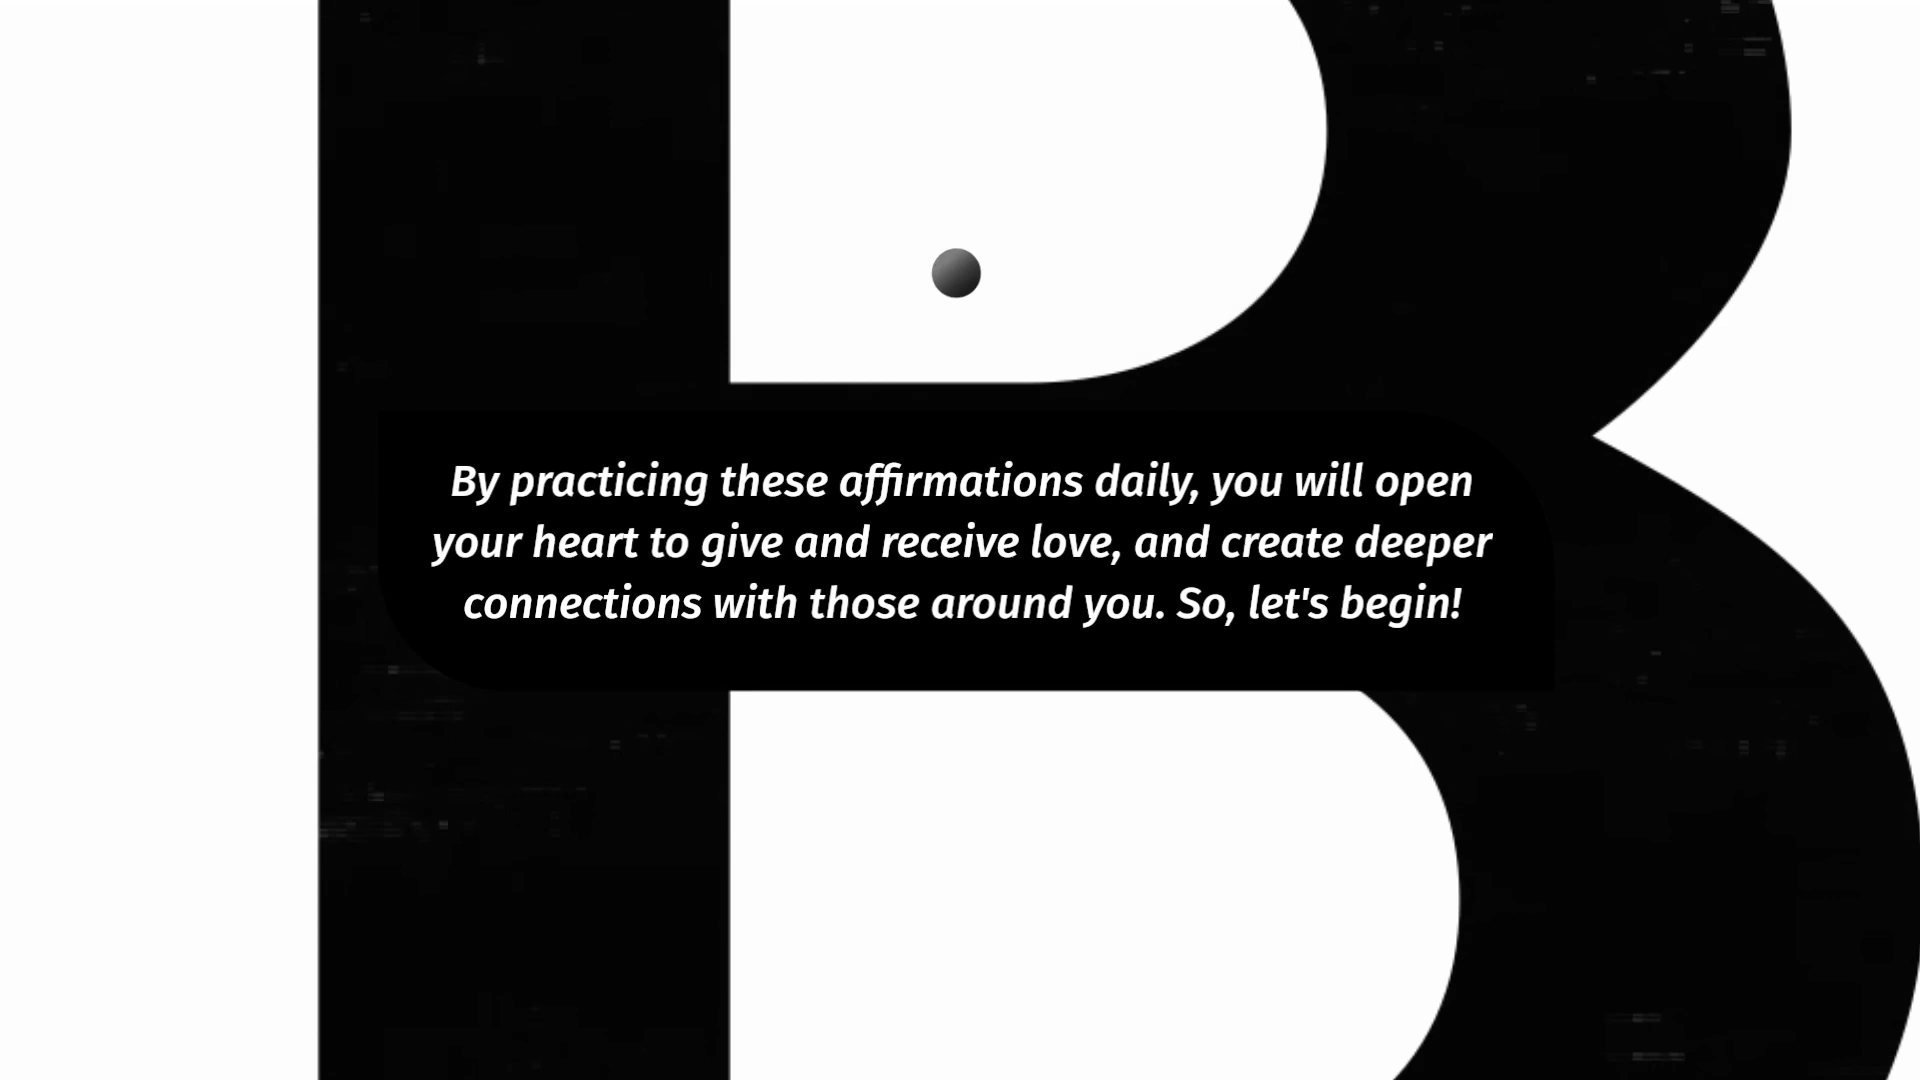 By practicing these affirmations daily, you will open
your heart to give and receive love, and create deeper
connections with those around you. So, let's begin!